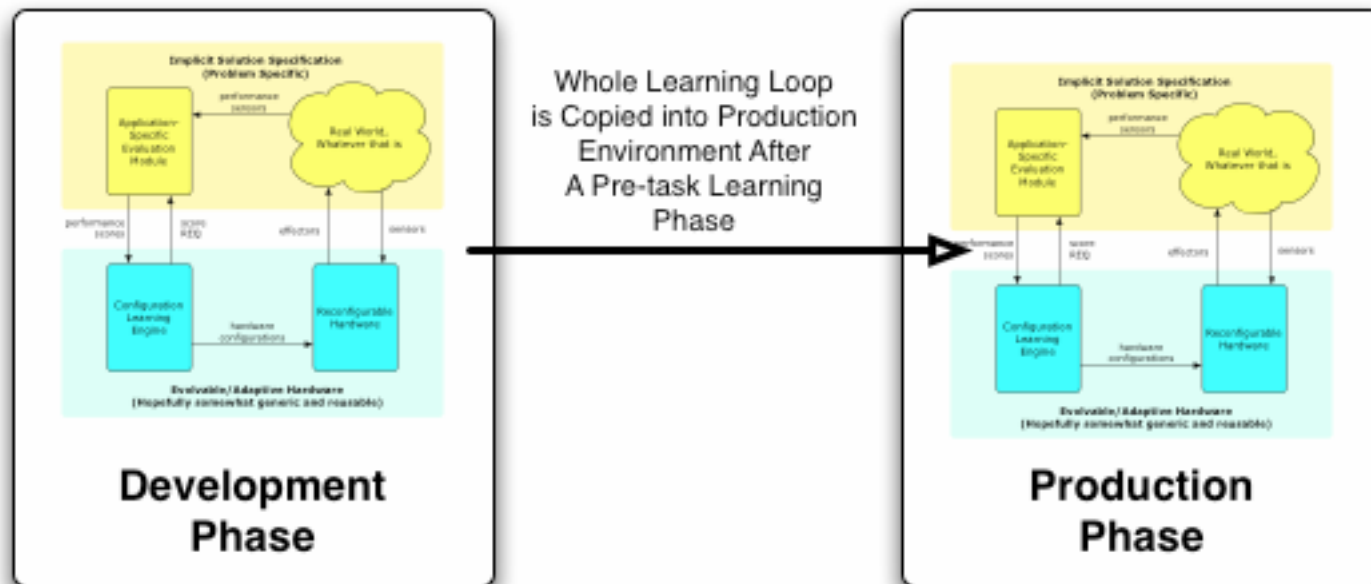 Implicit Solution Specification
(Problem Specific)
performance
sensors
Application-
Specific
Evaluation
Module
Real World,
Whatever that is
performance
scores
score
REQ
effectors
sensors
Configuration
Learning
Engine
Reconfigurable
Hardware
hardware
configurations
Evolvable/Adaptive Hardware
(Hopefully somewhat generic and reusable)
Development
Phase
Whole Learning Loop
is Copied into Production
Environment After
A Pre-task Learning
Phase
Implicit Solution Specification
(Problem Specific)
performance
sensors
Application-
Specific
Evaluation
Module
Real World,
Whatever that is
performance
scores
score
REQ
effectors
sensors
Configuration
Learning
Engine
Reconfigurable
Hardware
hardware
configurations
Evolvable/Adaptive Hardware
(Hopefully somewhat generic and reusable)
Production
Phase